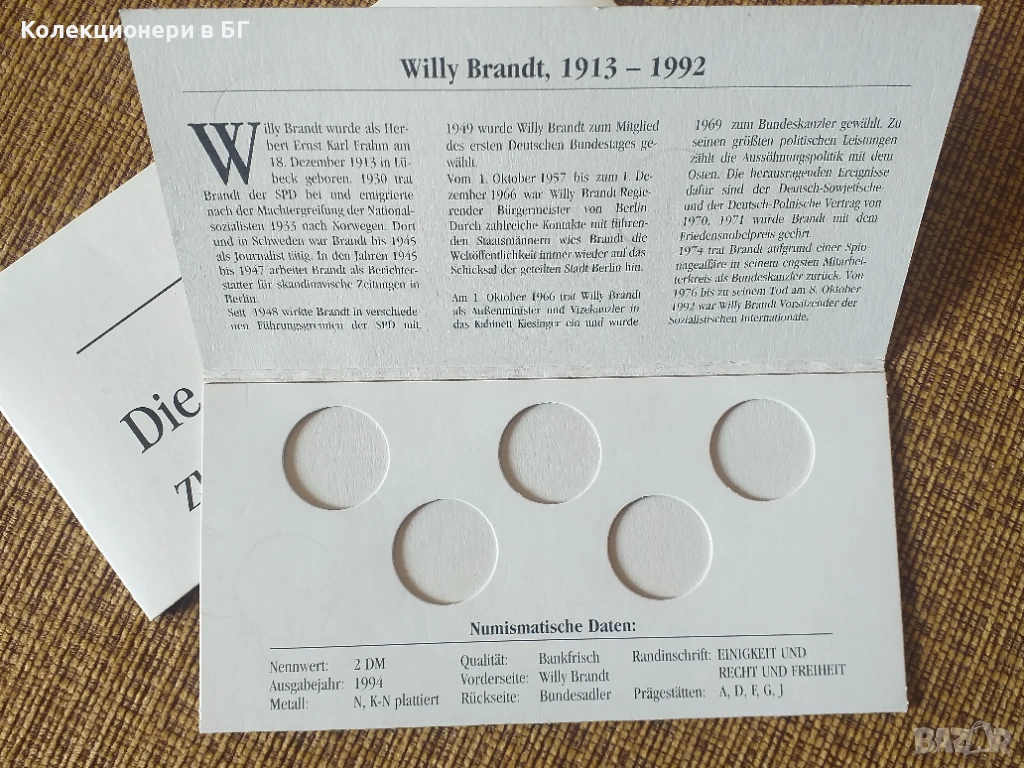 Колекционери в БГ
Willy Brandt, 1913 – 1992
Willy Brandt wurde als Her-
bert Ernst Karl Frahm am
18. Dezember 1913 in Lü-
beck geboren. 1930 trat
Brandt der SPD bei und emigrierte
nach der Machtergreifung der National-
sozialisten 1933 nach Norwegen. Dort
und in Schweden war Brandt bis 1945
als Journalist tätig. In den Jahren 1945
bis 1947 arbeitet Brandt als Berichter-
statter für skandinavische Zeitungen in
Berlin.
Seit 1948 wirkte Brandt in verschiede
nen Führungsgremien der SPD mit.
1949 wurde Willy Brandt zum Mitglied
des ersten Deutschen Bundestages ge-
wählt.
Vom 1. Oktober 1957 bis zum 1. De-
zember 1966 war Willy Brandt Regie-
render Bürgermeister von Berlin.
Durch zahlreiche Kontakte mit führen-
den Staatsmännern wies Brandt die
Weltöffentlichkeit immer wieder auf das
Schicksal der geteilten Stadt Berlin hin.
Am 1. Oktober 1966 trat Willy Brandt
als Außenminister und Vizekanzler in
das Kabinett Kiesinger ein und wurde
1969 zum Bundeskanzler gewählt. Zu
seinen größten politischen Leistungen
zählt die Aussöhnungspolitik mit dem
Osten. Die herausragenden Ereignisse
dafür sind der Deutsch-Sowjetische
und der Deutsch-Polnische Vertrag von
1970. 1971 wurde Brandt mit dem
Friedensnobelpreis geehrt.
1974 trat Brandt aufgrund einer Spio-
nageaffäre in seinem engsten Mitarbei-
terkreis als Bundeskanzler zurück. Von
1976 bis zu seinem Tod am 8. Oktober
1992 war Willy Brandt Vorsitzender der
Sozialistischen Internationale.
Die
zu
Numismatische Daten:
Nennwert: 2 DM
Ausgabejahr: 1994
Metall: N, K-N plattiert
Qualität: Bankfrisch
Vorderseite: Willy Brandt
Rückseite: Bundesadler
Randinschrift: EINIGKEIT UND
RECHT UND FREIHEIT
Prägestätten: A, D, F, G, J
BAZAR